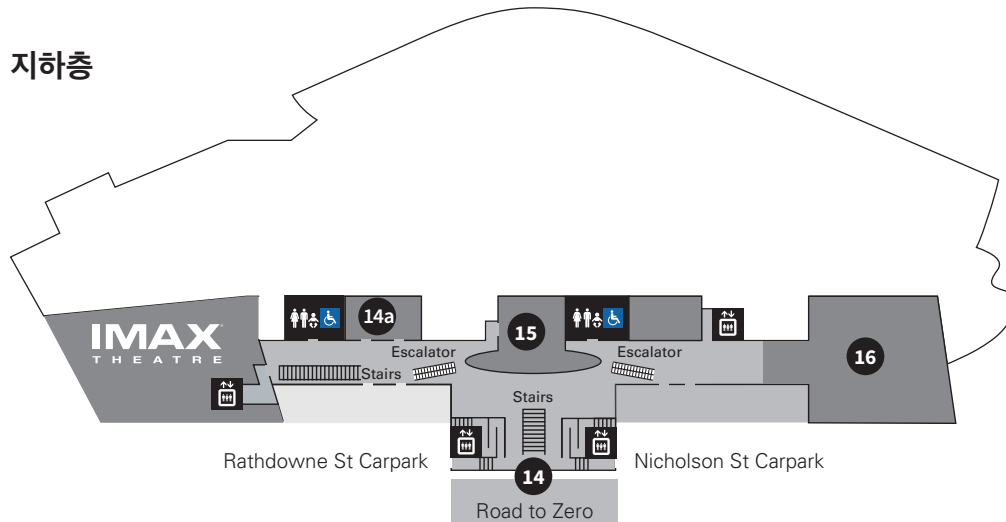 지하층
IMAX
THEATRE
14a
15
16
Escalator
Escalator
Stairs
Stairs
Rathdowne St Carpark
Nicholson St Carpark
14
Road to Zero